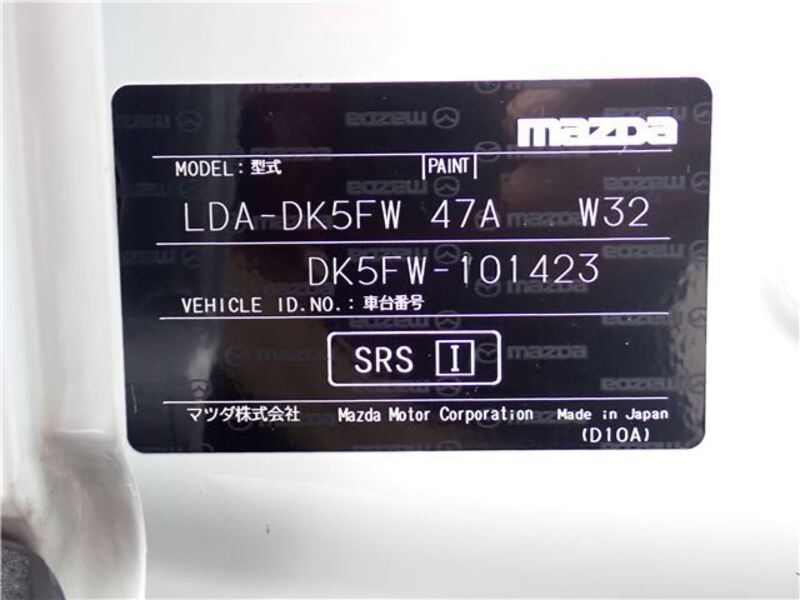 mazda
MODEL: 型式 PAINT
LDA-DK5FW 47A W32
DK5FW-101423
VEHICLE ID.NO.: 車台番号
SRS I
マツダ株式会社 Mazda Motor Corporation Made in Japan
(D10A)